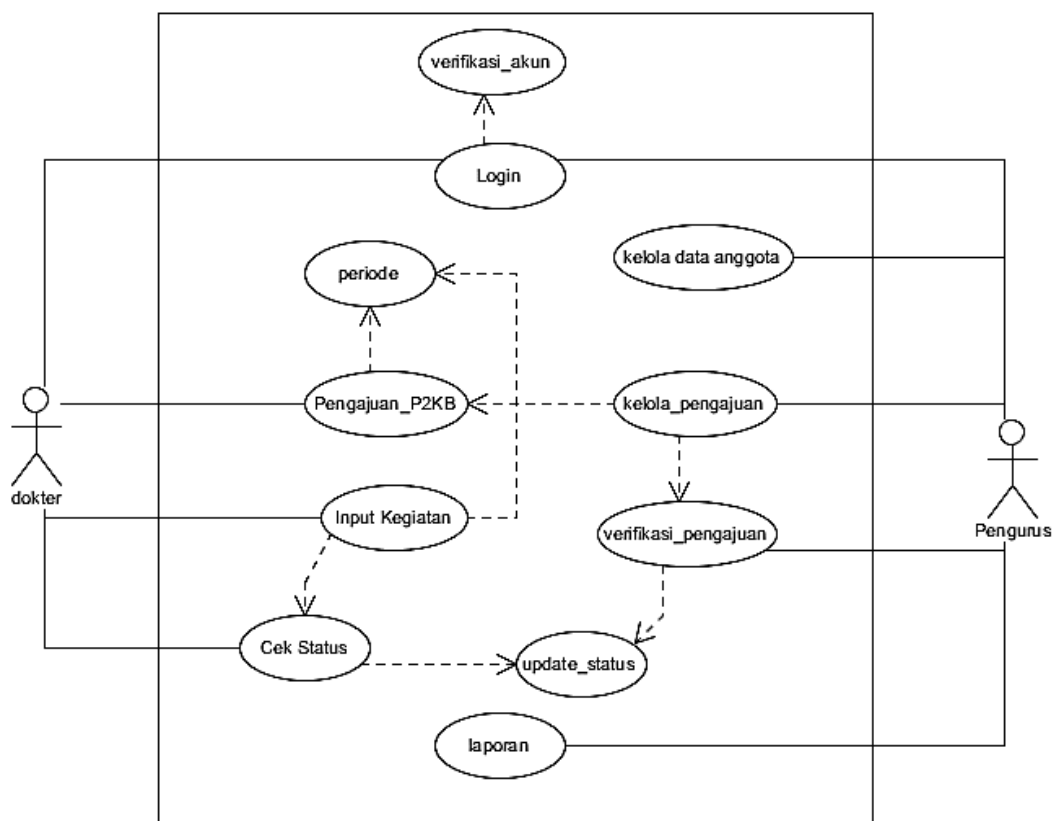 verifikasi_akun
Login
kelola data anggota
periode
Pengajuan_P2KB
kelola_pengajuan
dokter
Input Kegiatan
verifikasi_pengajuan
Pengurus
Cek Status
update_status
laporan